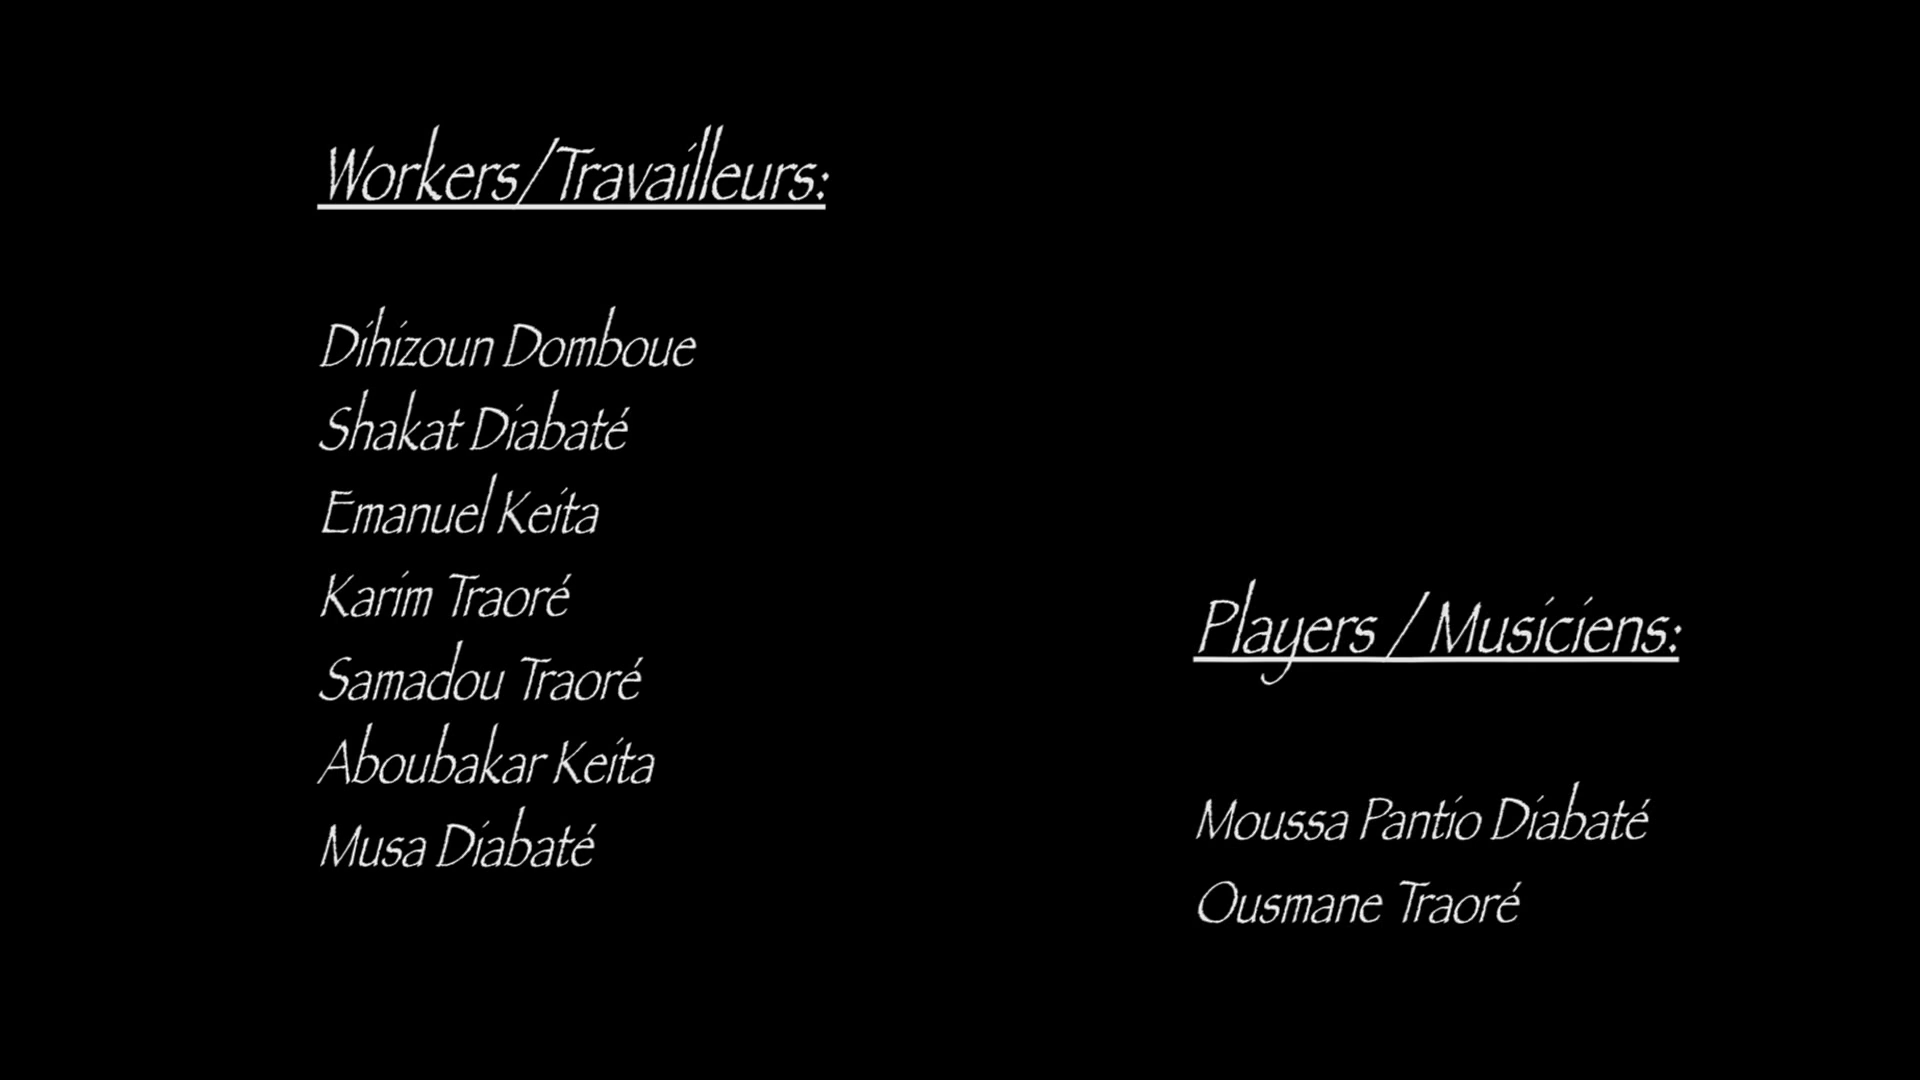 Workers/Travailleurs:
Dihizoun Domboue
Shakat Diabaté
Emanuel Keita
Karim Traoré
Samadou Traoré
Aboubakar Keita
Musa Diabaté
Players / Musiciens:
Moussa Pantio Diabaté
Ousmane Traoré